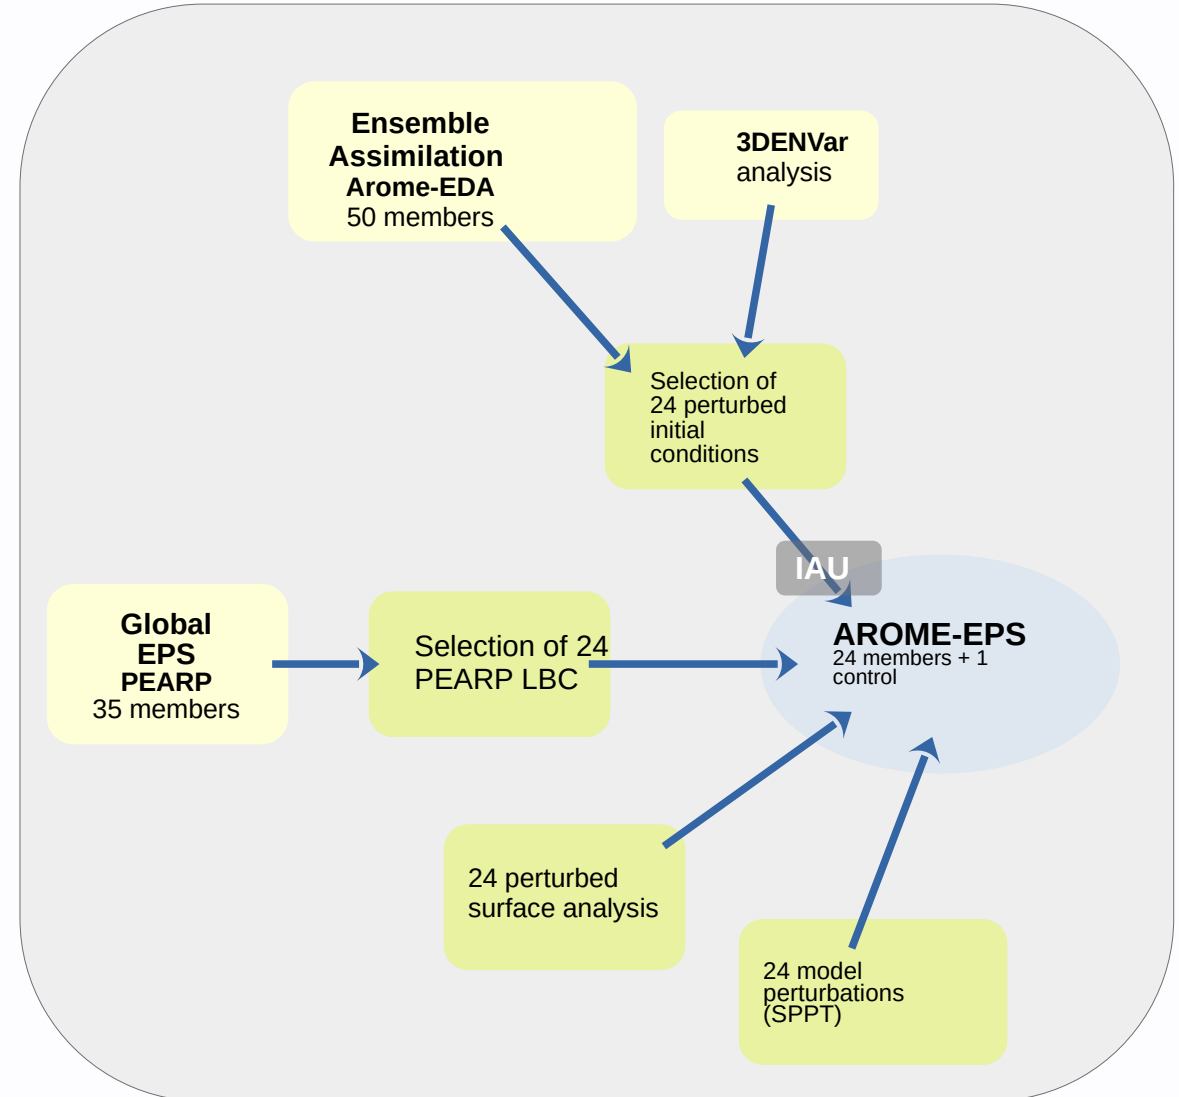 Ensemble
Assimilation
Arome-EDA
50 members
3DENVar
analysis
Selection of
24 perturbed
initial
conditions
IAU
Global
EPS
PEARP
35 members
Selection of 24
PEARP LBC
AROME-EPS
24 members + 1
control
24 perturbed
surface analysis
24 model
perturbations
(SPPT)